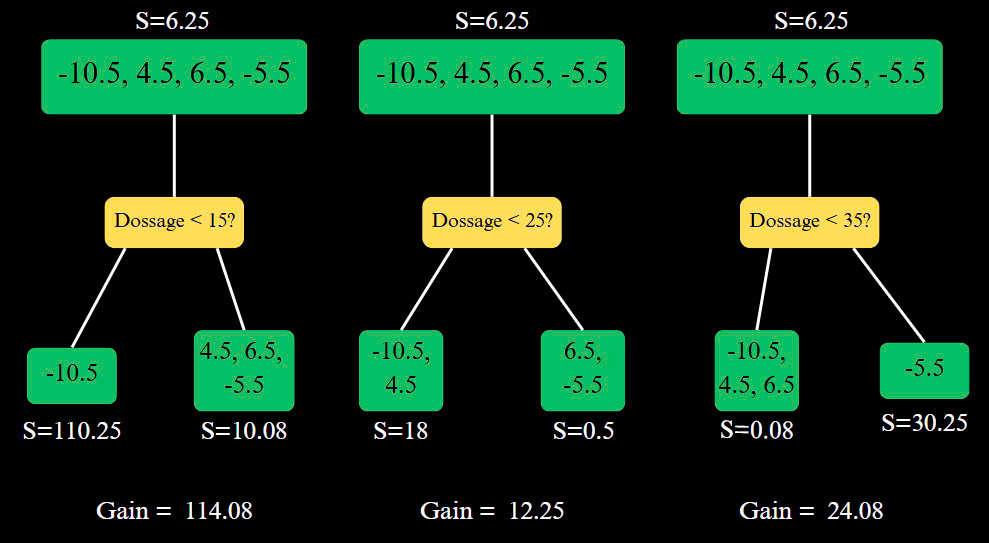 S=6.25
S=6.25
S=6.25
-10.5, 4.5, 6.5, -5.5
-10.5, 4.5, 6.5, -5.5
-10.5, 4.5, 6.5, -5.5
Dossage < 15?
Dossage < 25?
Dossage < 35?
-10.5
4.5, 6.5,
-5.5
-10.5,
4.5
6.5,
-5.5
-10.5,
4.5, 6.5
-5.5
S=110.25
S=10.08
S=18
S=0.5
S=0.08
S=30.25
Gain = 114.08
Gain = 12.25
Gain = 24.08